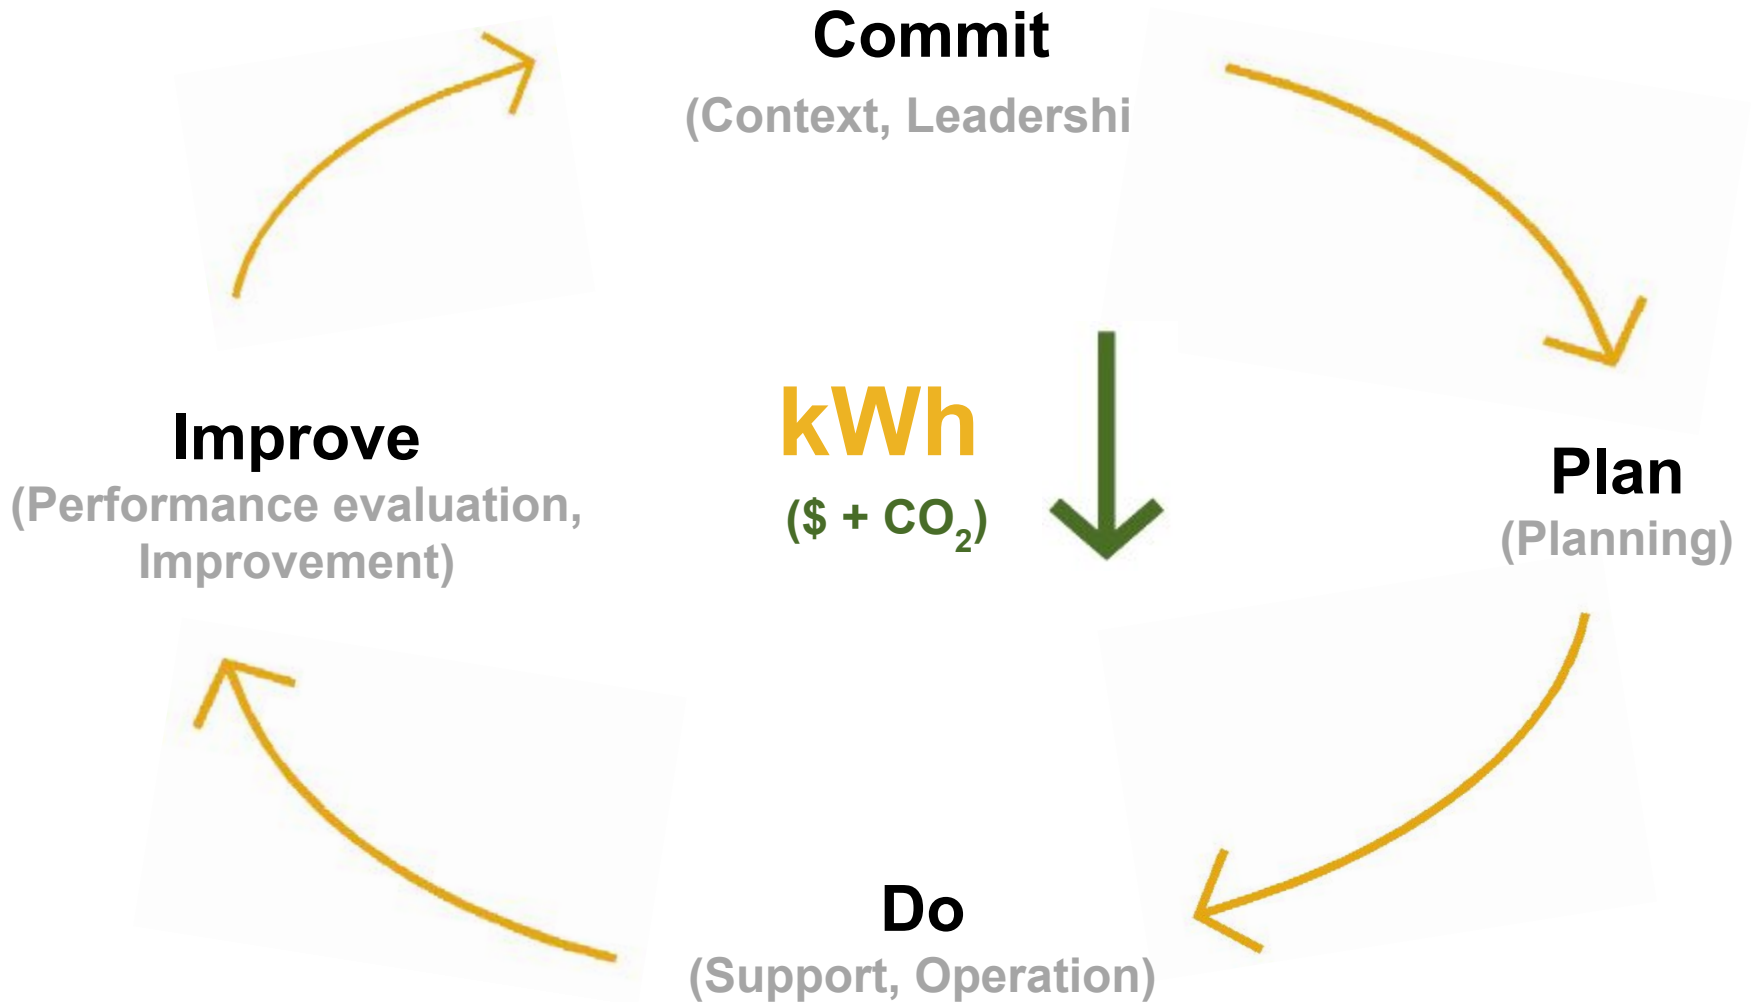 Commit
(Context, Leadershi
kWh
($ + CO₂)
Improve
(Performance evaluation,
Improvement)
Plan
(Planning)
Do
(Support, Operation)